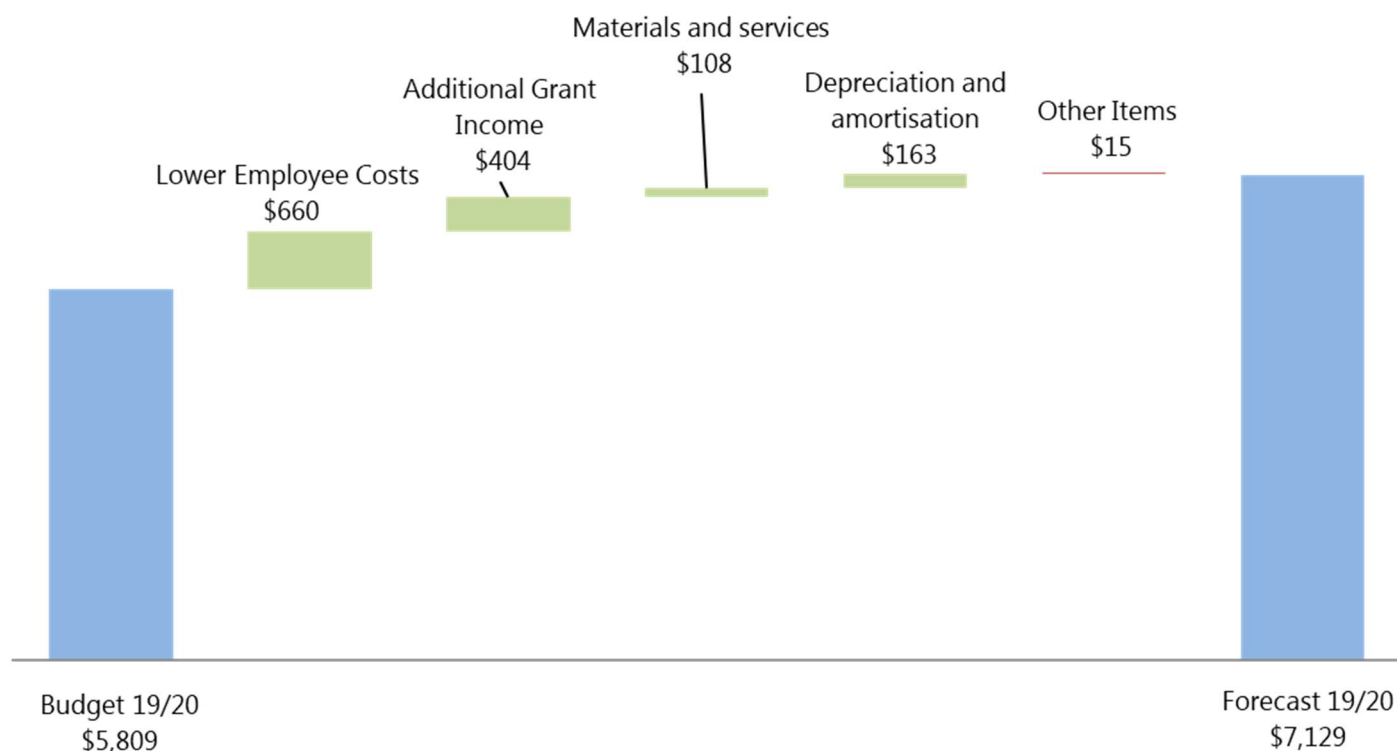 Materials and services
$108
Additional Grant
Income
$404
Depreciation and
amortisation
$163
Other Items
$15
Lower Employee Costs
$660
Budget 19/20
$5,809
Forecast 19/20
$7,129